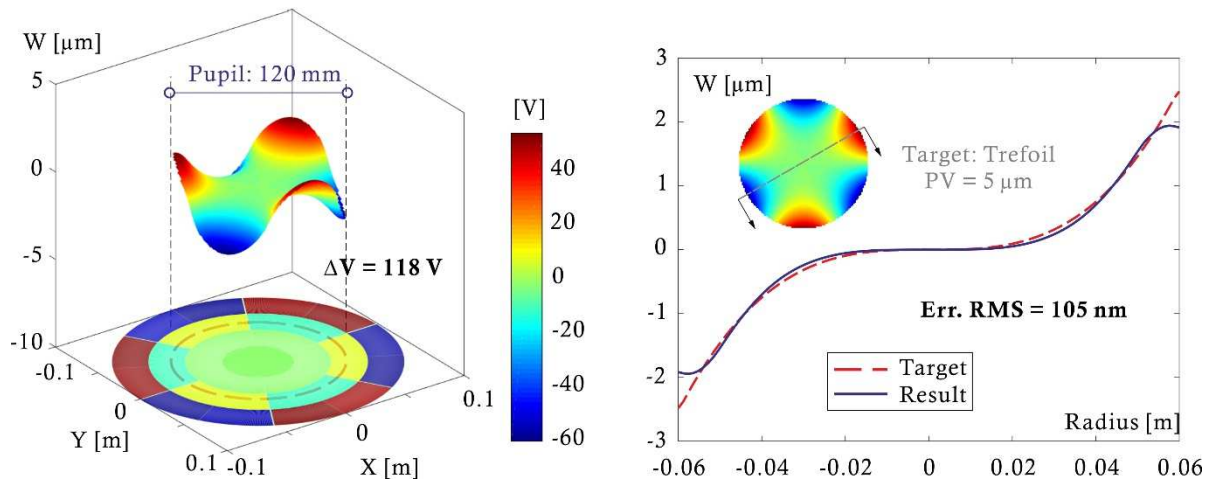 W [µm]
5
0
-5
-10
Pupil: 120 mm
ΔV = 118 V
-0.1
0
0.1
Y [m]
-0.1
0
0.1
X [m]
[V]
40
20
0
-20
-40
-60
3
2
1
0
-1
-2
-3
W [µm]
Target: Trefoil
PV = 5 µm
Err. RMS = 105 nm
Target
Result
Radius [m]
-0.06
-0.04
-0.02
0
0.02
0.04
0.06